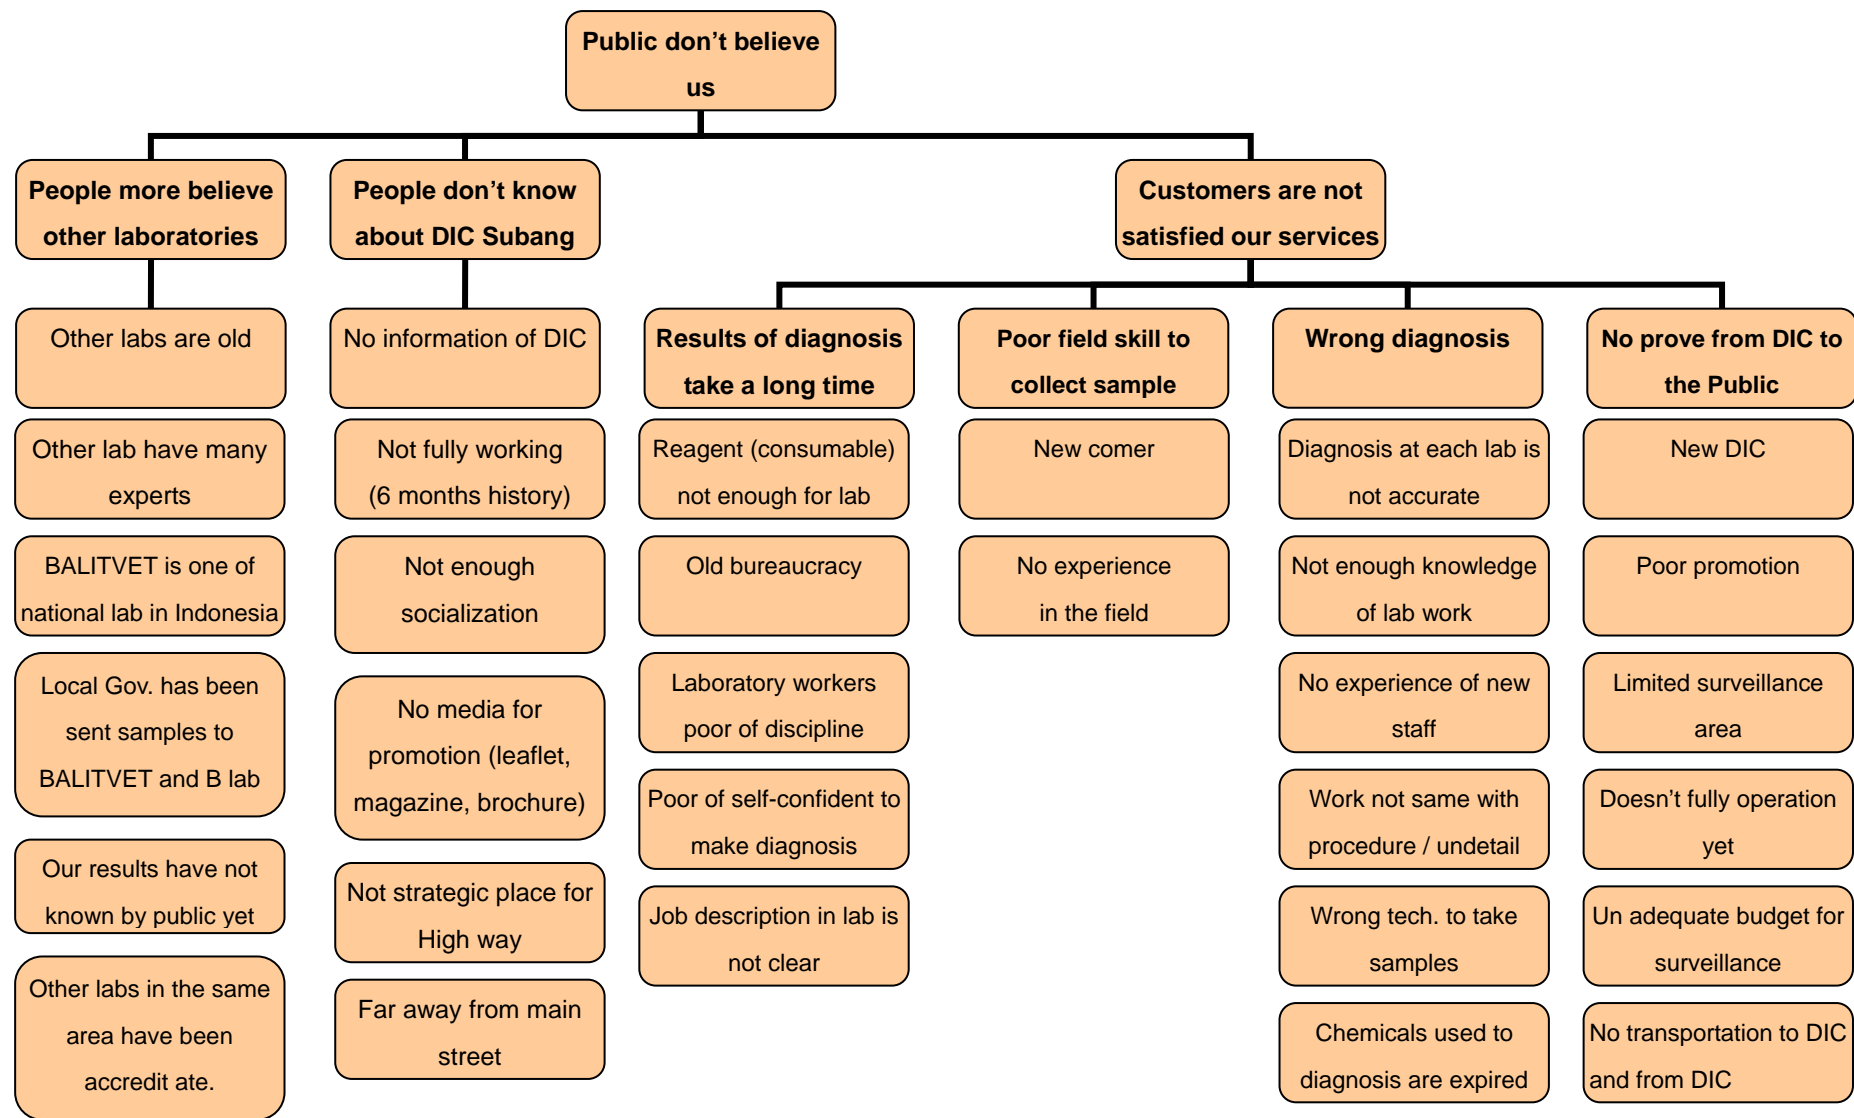 Public don't believe
us
People more believe
other laboratories
People don't know
about DIC Subang
Customers are not
satisfied our services
Other labs are old
Other lab have many
experts
BALITVET is one of
national lab in Indonesia
Local Gov. has been
sent samples to
BALITVET and B lab
Our results have not
known by public yet
Other labs in the same
area have been
accredit ate.
No information of DIC
Not fully working
(6 months history)
Not enough
socialization
No media for
promotion (leaflet,
magazine, brochure)
Not strategic place for
High way
Far away from main
street
Results of diagnosis
take a long time
Reagent (consumable)
not enough for lab
Old bureaucracy
Laboratory workers
poor of discipline
Poor of self-confident to
make diagnosis
Job description in lab is
not clear
Poor field skill to
collect sample
New comer
No experience
in the field
Wrong diagnosis
Diagnosis at each lab is
not accurate
Not enough knowledge
of lab work
No experience of new
staff
Work not same with
procedure / undetail
Wrong tech. to take
samples
Chemicals used to
diagnosis are expired
No prove from DIC to
the Public
New DIC
Poor promotion
Limited surveillance
area
Doesn't fully operation
yet
Un adequate budget for
surveillance
No transportation to DIC
and from DIC